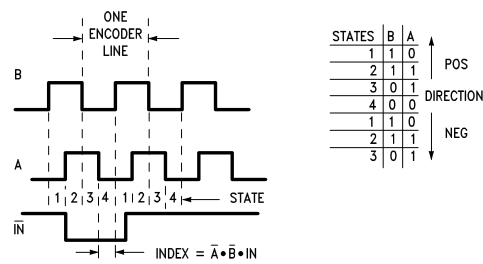 ONE
ENCODER
LINE
B
A
1 2 3 4 1 2 3 4 STATE
I̅N̅
INDEX = A̅•B̅•IN
STATES B A
1 1 0
2 1 1
3 0 1
4 0 0
1 1 0
2 1 1
3 0 1
POS
DIRECTION
NEG